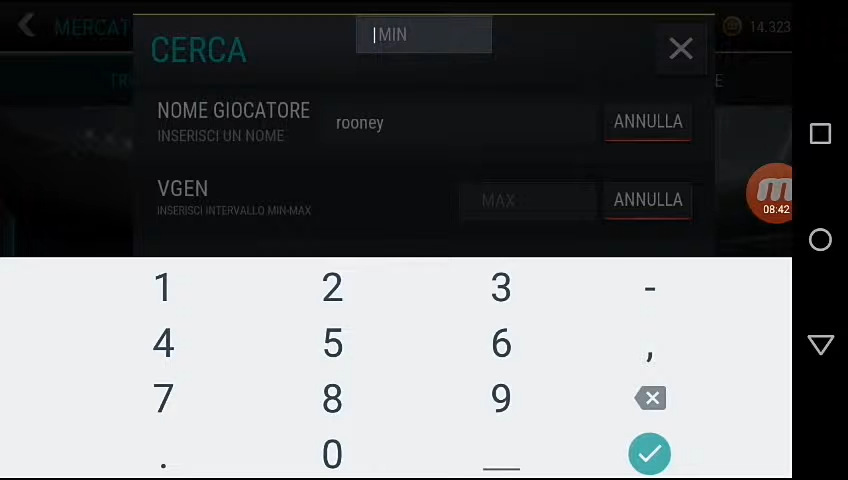 MERCAT
MIN
14.323
CERCA
TR
E
NOME GIOCATORE
INSERISCI UN NOME
rooney
ANNULLA
VGEN
INSERISCI INTERVALLO MIN-MAX
MAX
ANNULLA
08:42
1 2 3 -
4 5 6 ,
7 8 9
. 0